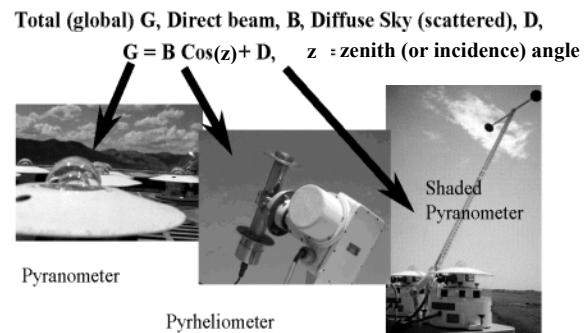 Total (global) G, Direct beam, B, Diffuse Sky (scattered), D,
G = B Cos(z)+ D, z = zenith (or incidence) angle
Shaded
Pyranometer
Pyranometer
Pyrheliometer